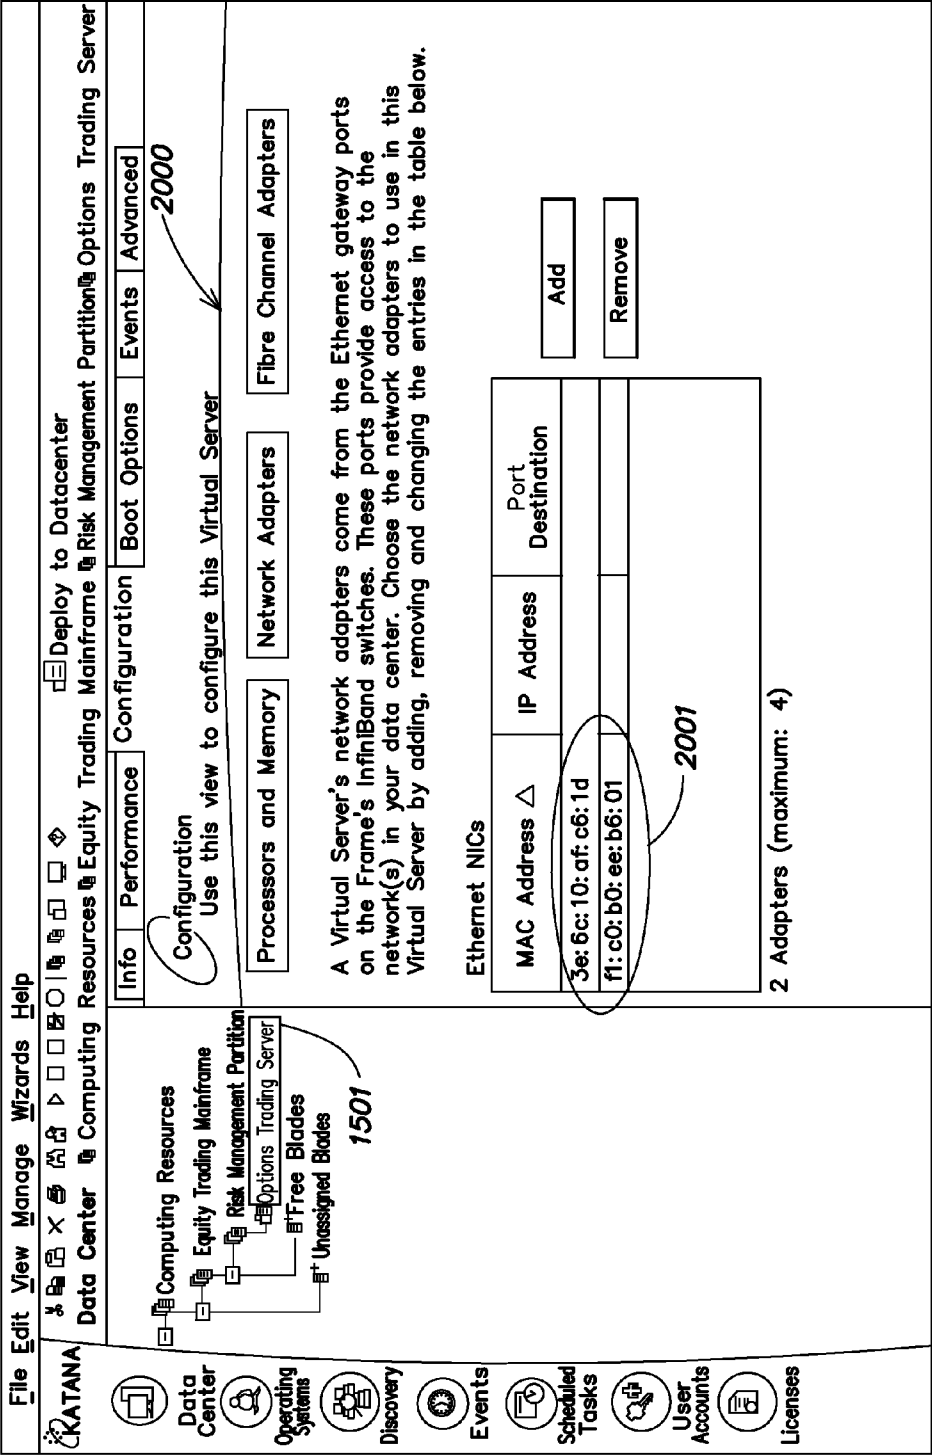 File Edit View Manage Wizards Help
Deploy to Datacenter
Data Center Computing Resources Equity Trading Mainframe Risk Management Partition Options Trading Server
KATANA
Data
Center
Operating
Systems
Discovery
Events
Scheduled
Tasks
User
Accounts
Licenses
Computing Resources
Equity Trading Mainframe
Risk Management Partition
Options Trading Server
Free Blades
Unassigned Blades
1501
Info Performance Configuration Boot Options Events Advanced
2000
Configuration
Use this view to configure this Virtual Server
Processors and Memory Network Adapters Fibre Channel Adapters
A Virtual Server's network adapters come from the Ethernet gateway ports
on the Frame's InfiniBand switches. These ports provide access to the
network(s) in your data center. Choose the network adapters to use in this
Virtual Server by adding, removing and changing the entries in the table below.
Ethernet NICs
MAC Address △ IP Address Port Destination
3e: 6c: 10: af: c6: 1d
f1: c0: b0: ee: b6: 01
2001
Add
Remove
2 Adapters (maximum: 4)